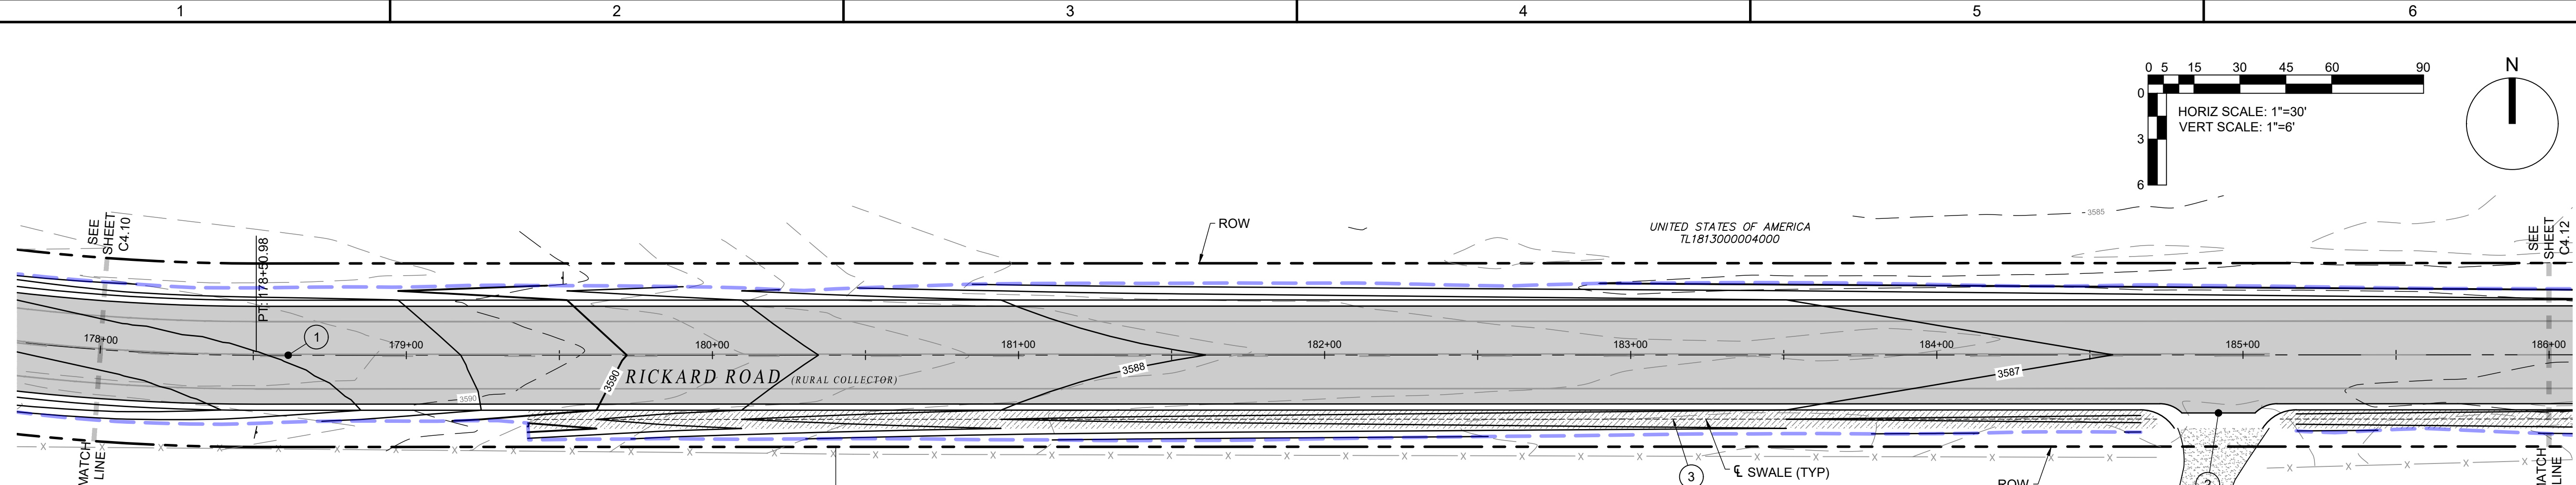 1 2 3 4 5 6
0 5 15 30 45 60 90
N
0
HORIZ SCALE: 1"=30'
VERT SCALE: 1"=6'
3
6
SEE
SHEET
C4.10
PT: 178+50.98
ROW
UNITED STATES OF AMERICA
TL1813000004000
3585
SEE
SHEET
C4.12
1
178+00 179+00 180+00 181+00 182+00 183+00 184+00 185+00 186+00
3588
3587
3590
RICKARD ROAD (RURAL COLLECTOR)
3590
MATCH
LINE
3
℄ SWALE (TYP)
ROW
2
MATCH
LINE